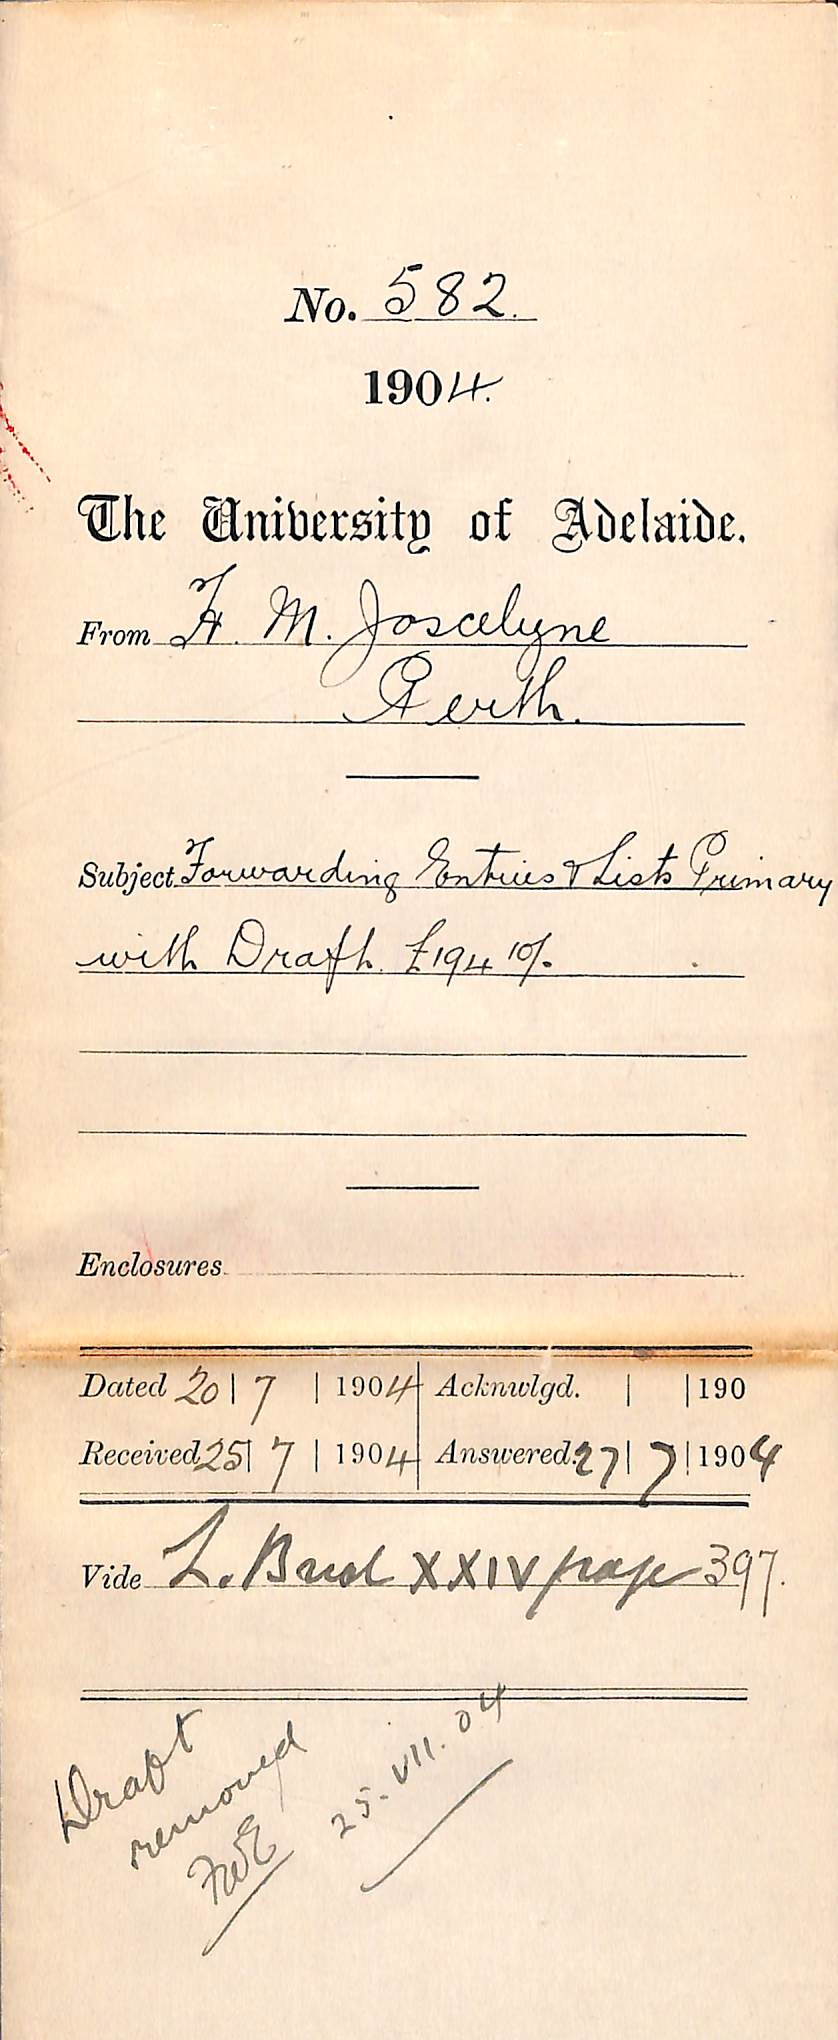 No. 582.
1904.
The University of Adelaide.
From F. M. Joscelyne
Perth.
Subject Forwarding Entries & Lists Primary
with Draft £194 10/-
Enclosures
Dated 20 | 7 | 1904 Acknwlgd. | | 190
Received 25 | 7 | 1904 Answered. 27 | 7 | 1904
Vide L. XXIV page 397.
Draft
removed
25.VII.04